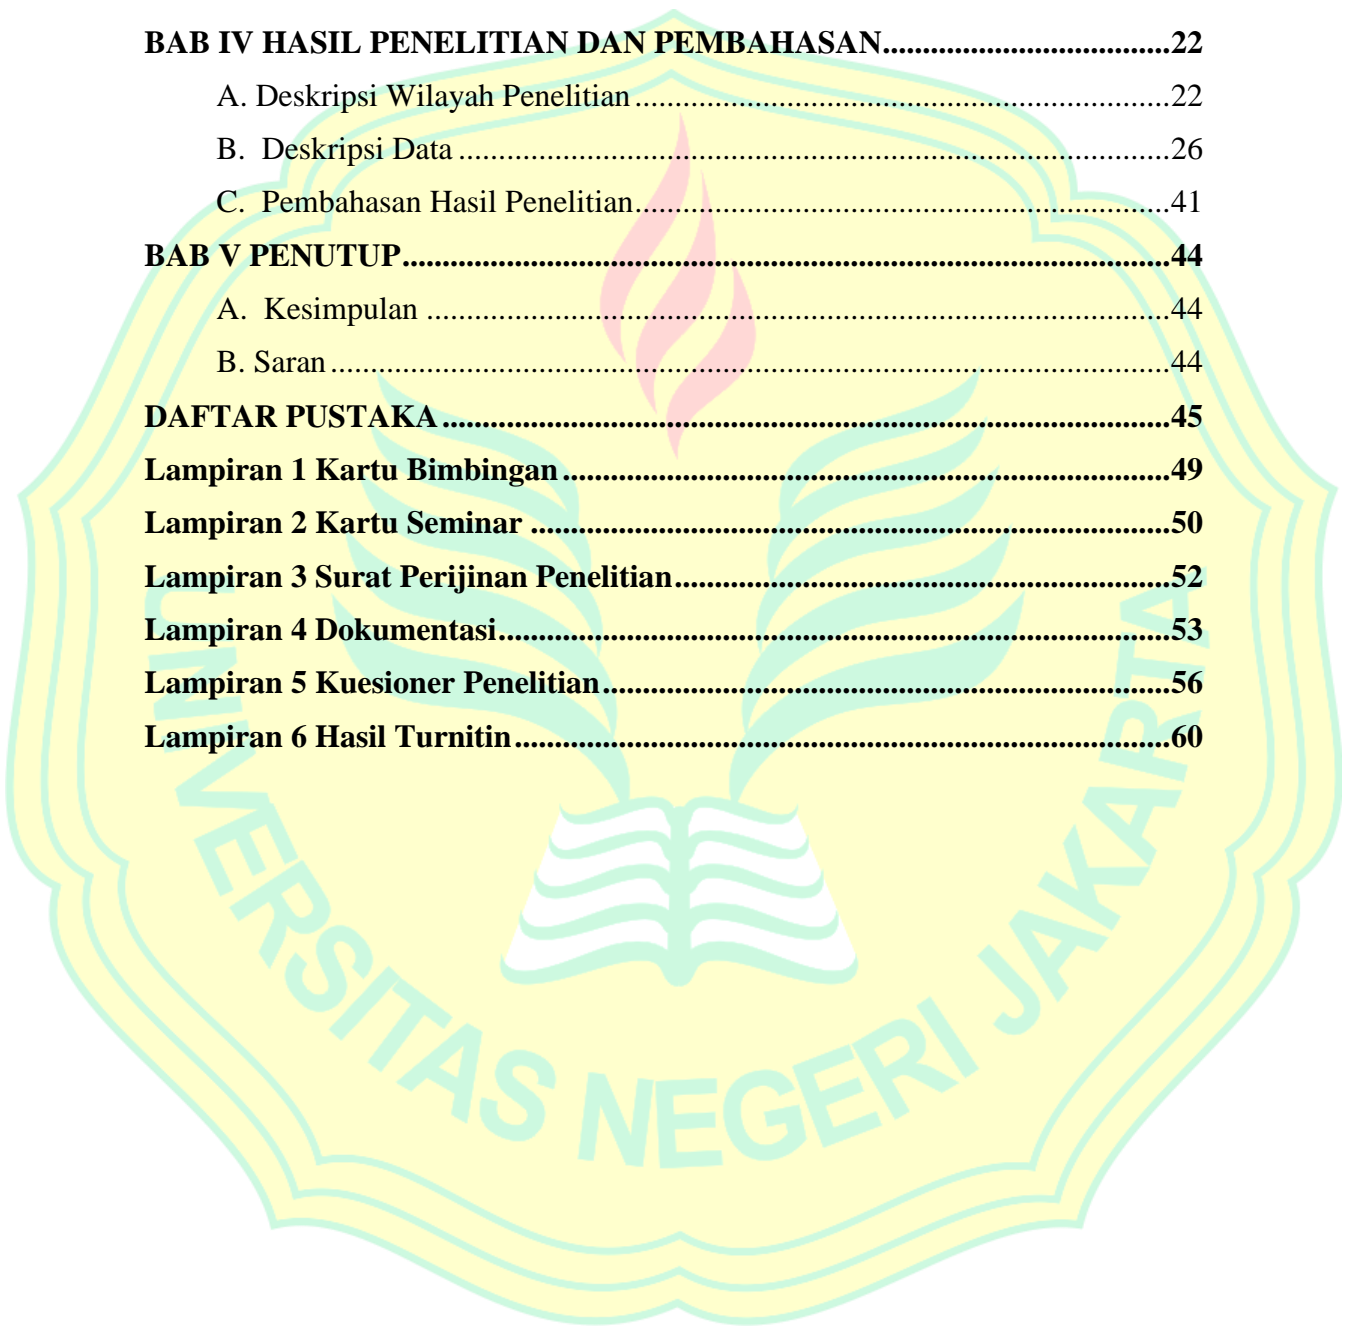 BAB IV HASIL PENELITIAN DAN PEMBAHASAN....................................22
A. Deskripsi Wilayah Penelitian...................................................................22
B.  Deskripsi Data.........................................................................................26
C.  Pembahasan Hasil Penelitian...................................................................41
BAB V PENUTUP................................................................................................44
A.  Kesimpulan.............................................................................................44
B. Saran.........................................................................................................44
DAFTAR PUSTAKA...........................................................................................45
Lampiran 1 Kartu Bimbingan............................................................................49
Lampiran 2 Kartu Seminar................................................................................50
Lampiran 3 Surat Perijinan Penelitian..............................................................52
Lampiran 4 Dokumentasi....................................................................................53
Lampiran 5 Kuesioner Penelitian.......................................................................56
Lampiran 6 Hasil Turnitin..................................................................................60
UNIVERSITAS NEGERI JAKARTA